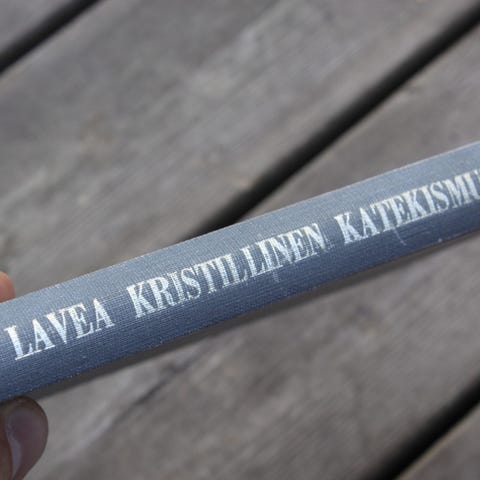 LAVEA KRISTILLINEN KATEKISMU